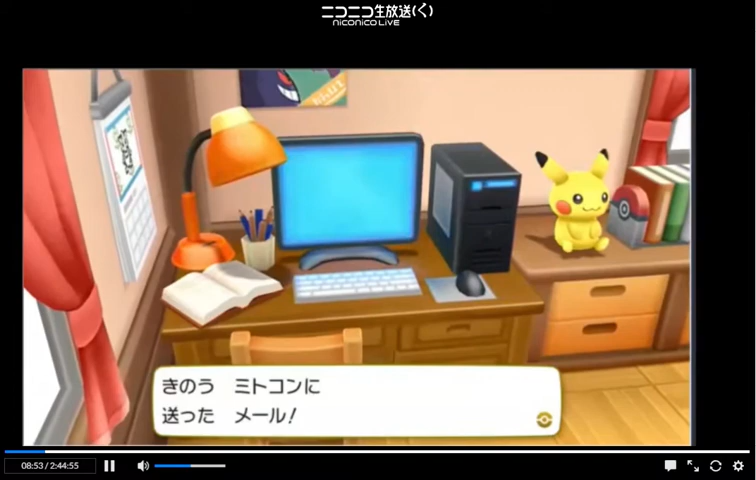 ニコニコ生放送(く)
NICONICO LIVE
きのう　ミトコンに
送った　メール！
08:53 / 2:44:55